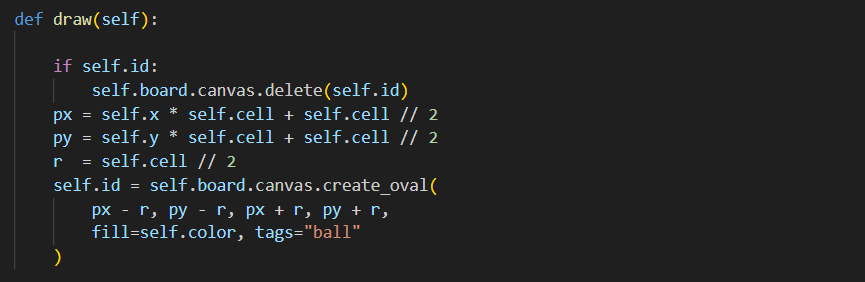 def draw(self):
    if self.id:
        self.board.canvas.delete(self.id)
    px = self.x * self.cell + self.cell // 2
    py = self.y * self.cell + self.cell // 2
    r  = self.cell // 2
    self.id = self.board.canvas.create_oval(
        px - r, py - r, px + r, py + r,
        fill=self.color, tags="ball"
    )